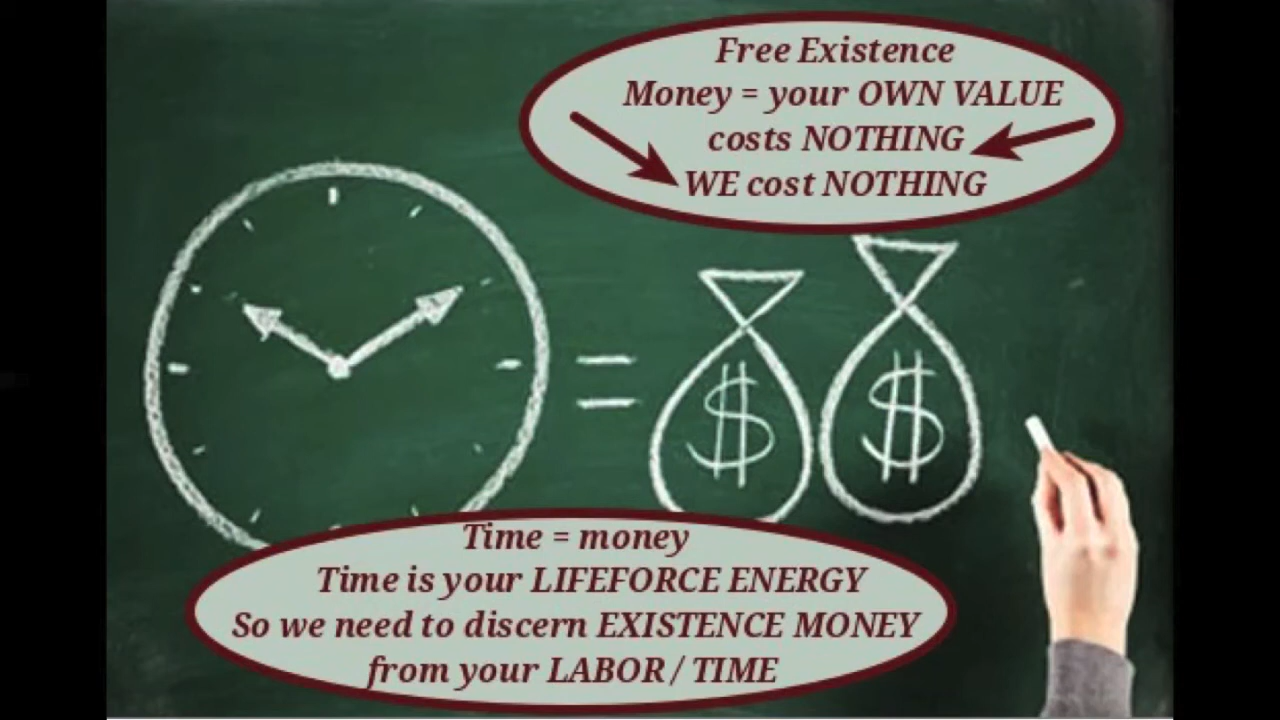 Free Existence
Money = your OWN VALUE
costs NOTHING
WE cost NOTHING
=
$ $
Time = money
Time is your LIFEFORCE ENERGY
So we need to discern EXISTENCE MONEY
from your LABOR / TIME